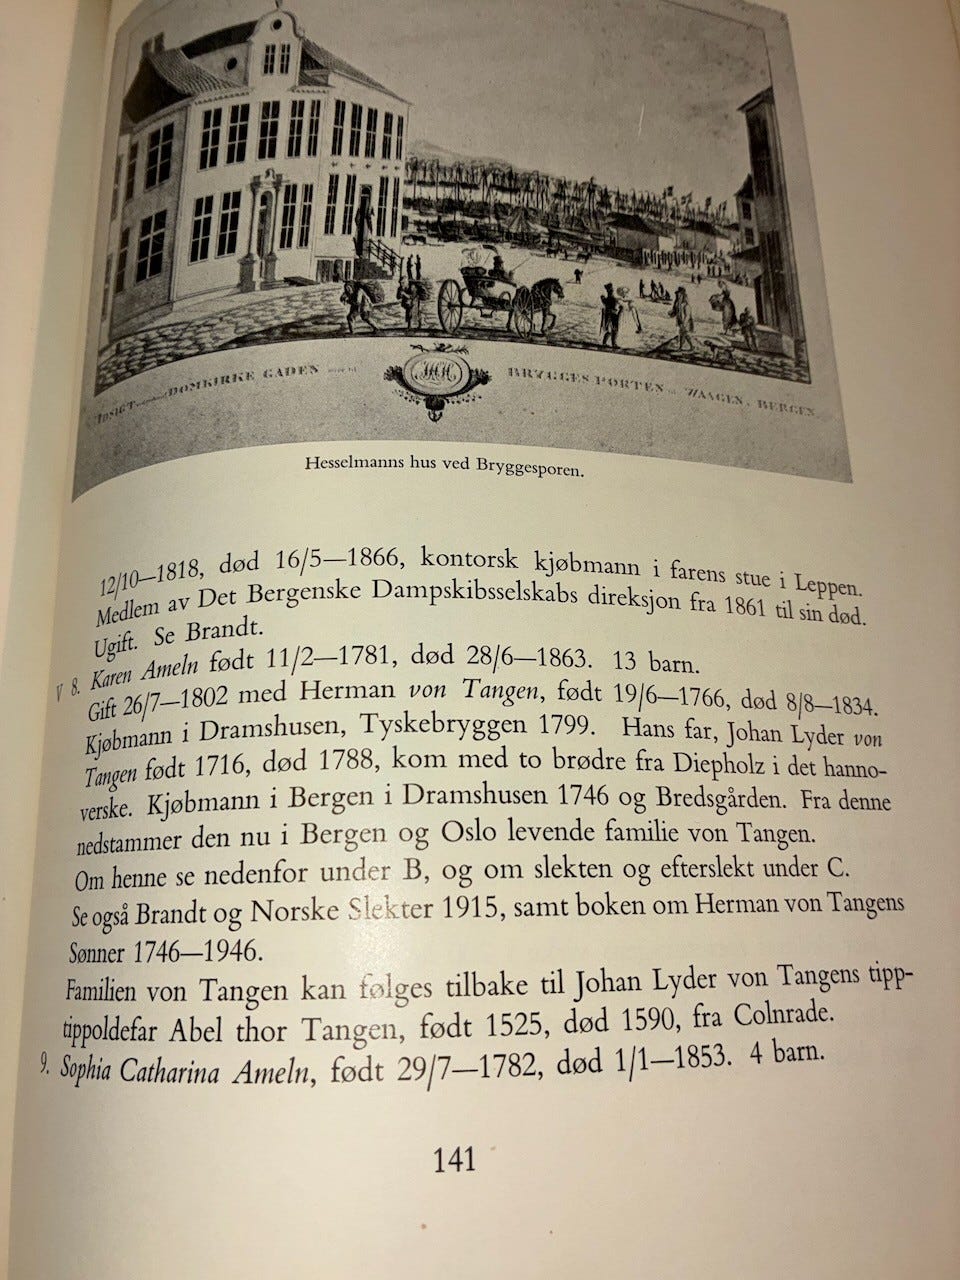 DOMKIRKE GADEN
BRYGGES PORTEN WAAGEN. BERGEN
Hesselmanns hus ved Bryggesporen.
12/10—1818, død 16/5—1866, kontorsk kjøbmann i farens stue i Leppen.
Medlem av Det Bergenske Dampskibsselskabs direksjon fra 1861 til sin død.
Ugift. Se Brandt.
V 8. Karen Ameln født 11/2—1781, død 28/6—1863. 13 barn.
Gift 26/7—1802 med Herman von Tangen, født 19/6—1766, død 8/8—1834.
Kjøbmann i Dramshusen, Tyskebryggen 1799. Hans far, Johan Lyder von
Tangen født 1716, død 1788, kom med to brødre fra Diepholz i det hanno-
verske. Kjøbmann i Bergen i Dramshusen 1746 og Bredsgården. Fra denne
nedstammer den nu i Bergen og Oslo levende familie von Tangen.
Om henne se nedenfor under B, og om slekten og efterslekt under C.
Se også Brandt og Norske Slekter 1915, samt boken om Herman von Tangens
Sønner 1746—1946.
Familien von Tangen kan følges tilbake til Johan Lyder von Tangens tipp-
tippoldefar Abel thor Tangen, født 1525, død 1590, fra Colnrade.
9. Sophia Catharina Ameln, født 29/7—1782, død 1/1—1853. 4 barn.
141